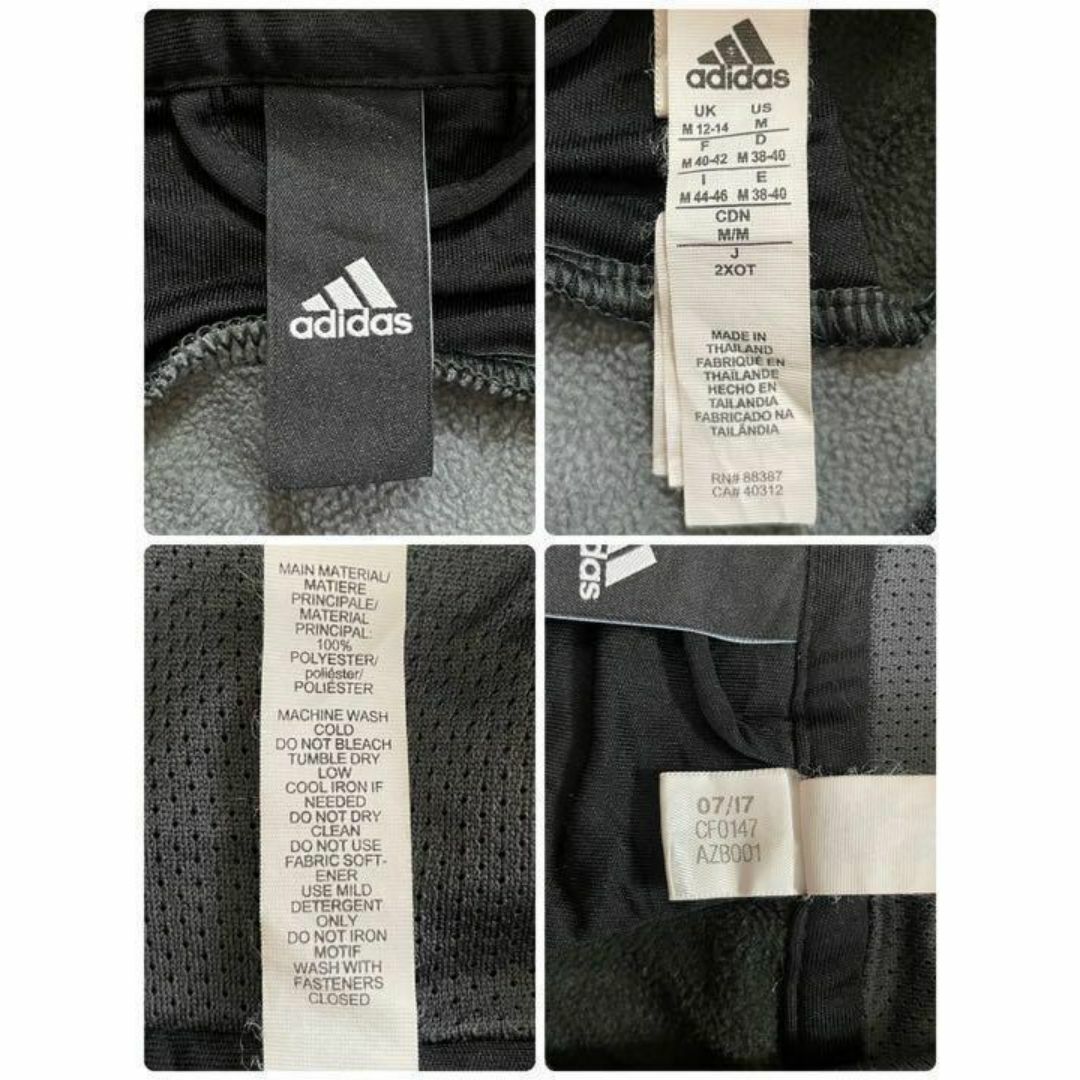 adidas
adidas
UK US
M 12-14 M
F D
M 40-42 M 38-40
I E
M 44-46 M 38-40
CDN
M/M
J
2XOT
MADE IN
THAILAND
FABRIQUÉ EN
THAÏLANDE
HECHO EN
TAILANDIA
FABRICADO NA
TAILÂNDIA
RN# 88387
CA# 40312
MAIN MATERIAL/
MATIERE
PRINCIPALE/
MATERIAL
PRINCIPAL:
100%
POLYESTER/
poliéster/
POLIÉSTER
MACHINE WASH
COLD
DO NOT BLEACH
TUMBLE DRY
LOW
COOL IRON IF
NEEDED
DO NOT DRY
CLEAN
DO NOT USE
FABRIC SOFT-
ENER
USE MILD
DETERGENT
ONLY
DO NOT IRON
MOTIF
WASH WITH
FASTENERS
CLOSED
das
07/17
CF0147
AZB001